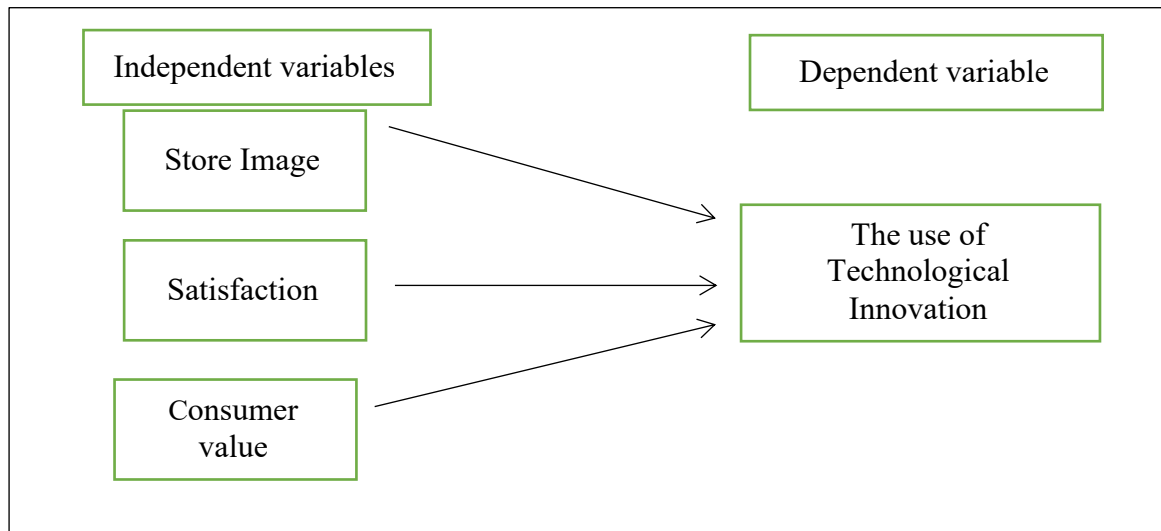 Independent variables
Dependent variable
Store Image
Satisfaction
Consumer
value
The use of
Technological
Innovation